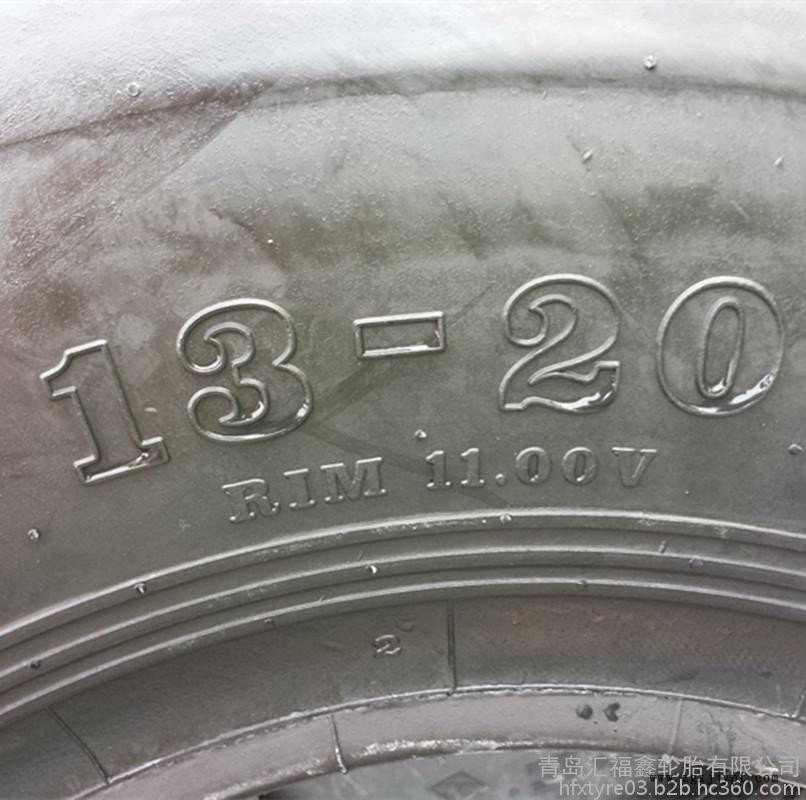 13-20
RIM 11.00V
2
青岛汇福鑫轮胎有限公司
hfxtyre03.b2b.hc360.com